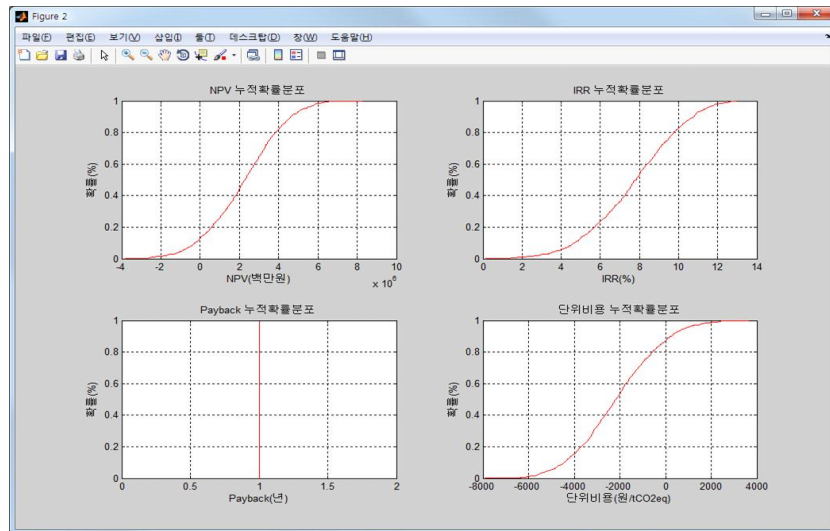 Figure 2
파일(F) 편집(E) 보기(V) 삽입(I) 툴(T) 데스크탑(D) 창(W) 도움말(H)
NPV 누적확률분포
1
0.8
0.6
0.4
0.2
0
확률(%)
-4 -2 0 2 4 6 8 10
NPV(백만원)
x 10^6
IRR 누적확률분포
1
0.8
0.6
0.4
0.2
0
확률(%)
0 2 4 6 8 10 12 14
IRR(%)
Payback 누적확률분포
1
0.8
0.6
0.4
0.2
0
확률(%)
0 0.5 1 1.5 2
Payback(년)
단위비용 누적확률분포
1
0.8
0.6
0.4
0.2
0
확률(%)
-8000 -6000 -4000 -2000 0 2000 4000
단위비용(원/tCO2eq)